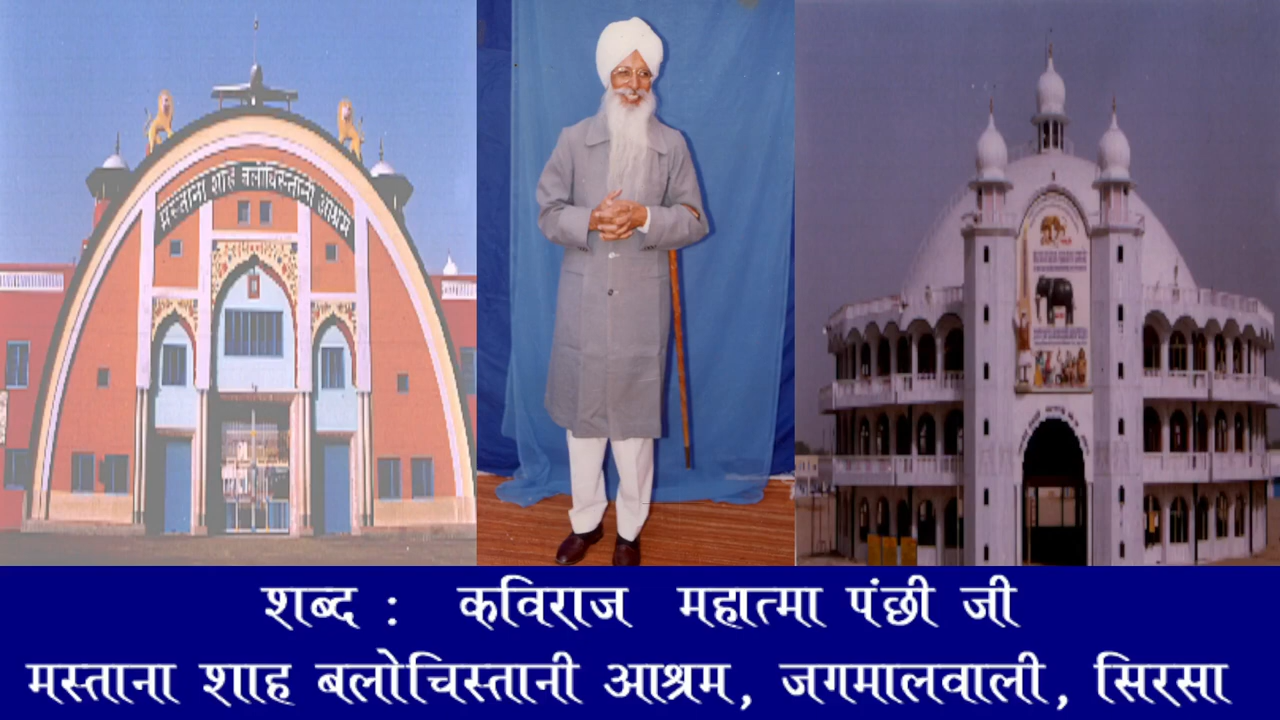 मस्ताना शाह बलोचिस्तानी आश्रम
शब्द : कविराज महात्मा पंछी जी
मस्ताना शाह बलोचिस्तानी आश्रम, जगमालवाली, सिरसा